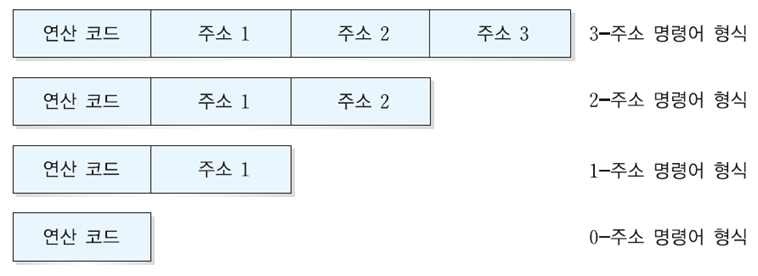 연산 코드 주소 1 주소 2 주소 3 3-주소 명령어 형식
연산 코드 주소 1 주소 2 2-주소 명령어 형식
연산 코드 주소 1 1-주소 명령어 형식
연산 코드 0-주소 명령어 형식